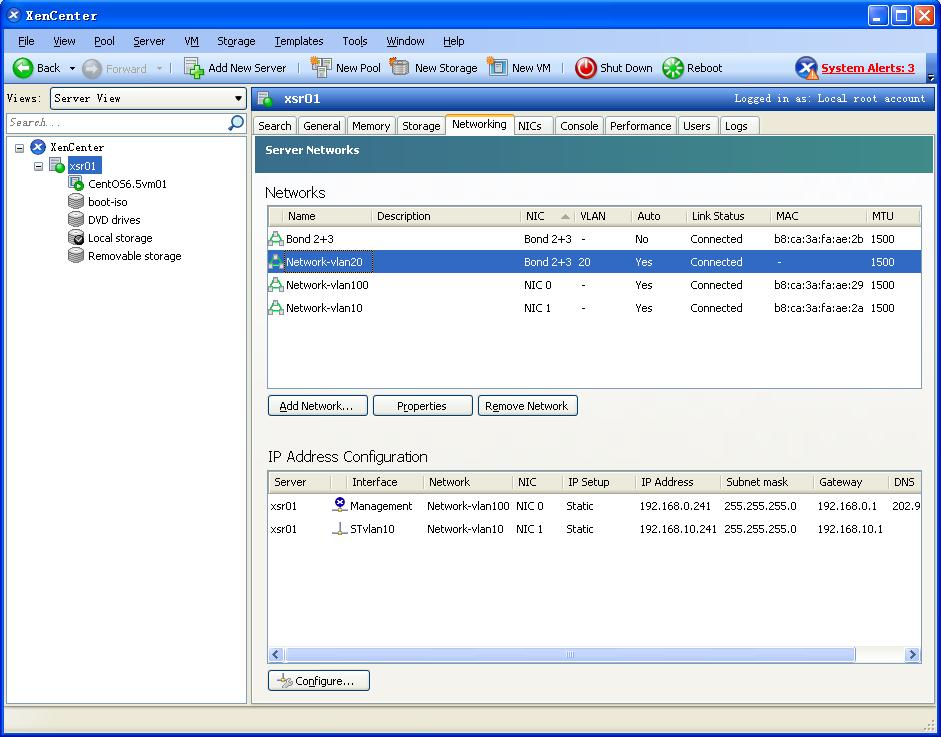 XenCenter
File View Pool Server VM Storage Templates Tools Window Help
Back Forward Add New Server New Pool New Storage New VM Shut Down Reboot System Alerts: 3
Views: Server View
xsr01 Logged in as: Local root account
Search...
Search General Memory Storage Networking NICs Console Performance Users Logs
XenCenter
xsr01
CentOS6.5vm01
boot-iso
DVD drives
Local storage
Removable storage
Server Networks
Networks
Name Description NIC VLAN Auto Link Status MAC MTU
Bond 2+3 Bond 2+3 - No Connected b8:ca:3a:fa:ae:2b 1500
Network-vlan20 Bond 2+3 20 Yes Connected - 1500
Network-vlan100 NIC 0 - Yes Connected b8:ca:3a:fa:ae:29 1500
Network-vlan10 NIC 1 - Yes Connected b8:ca:3a:fa:ae:2a 1500
Add Network... Properties Remove Network
IP Address Configuration
Server Interface Network NIC IP Setup IP Address Subnet mask Gateway DNS
xsr01 Management Network-vlan100 NIC 0 Static 192.168.0.241 255.255.255.0 192.168.0.1 202.9
xsr01 STvlan10 Network-vlan10 NIC 1 Static 192.168.10.241 255.255.255.0 192.168.10.1
Configure...